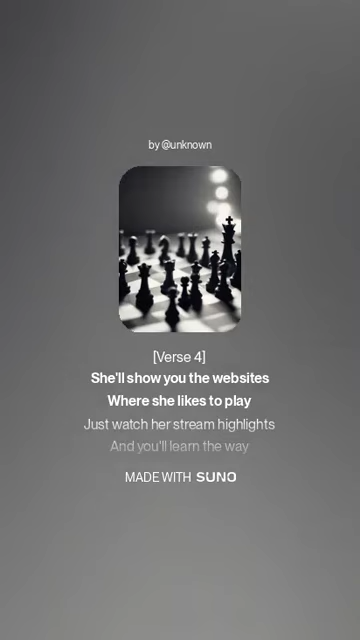 by @unknown
[Verse 4]
She'll show you the websites
Where she likes to play
Just watch her stream highlights
And you'll learn the way
MADE WITH SUNO